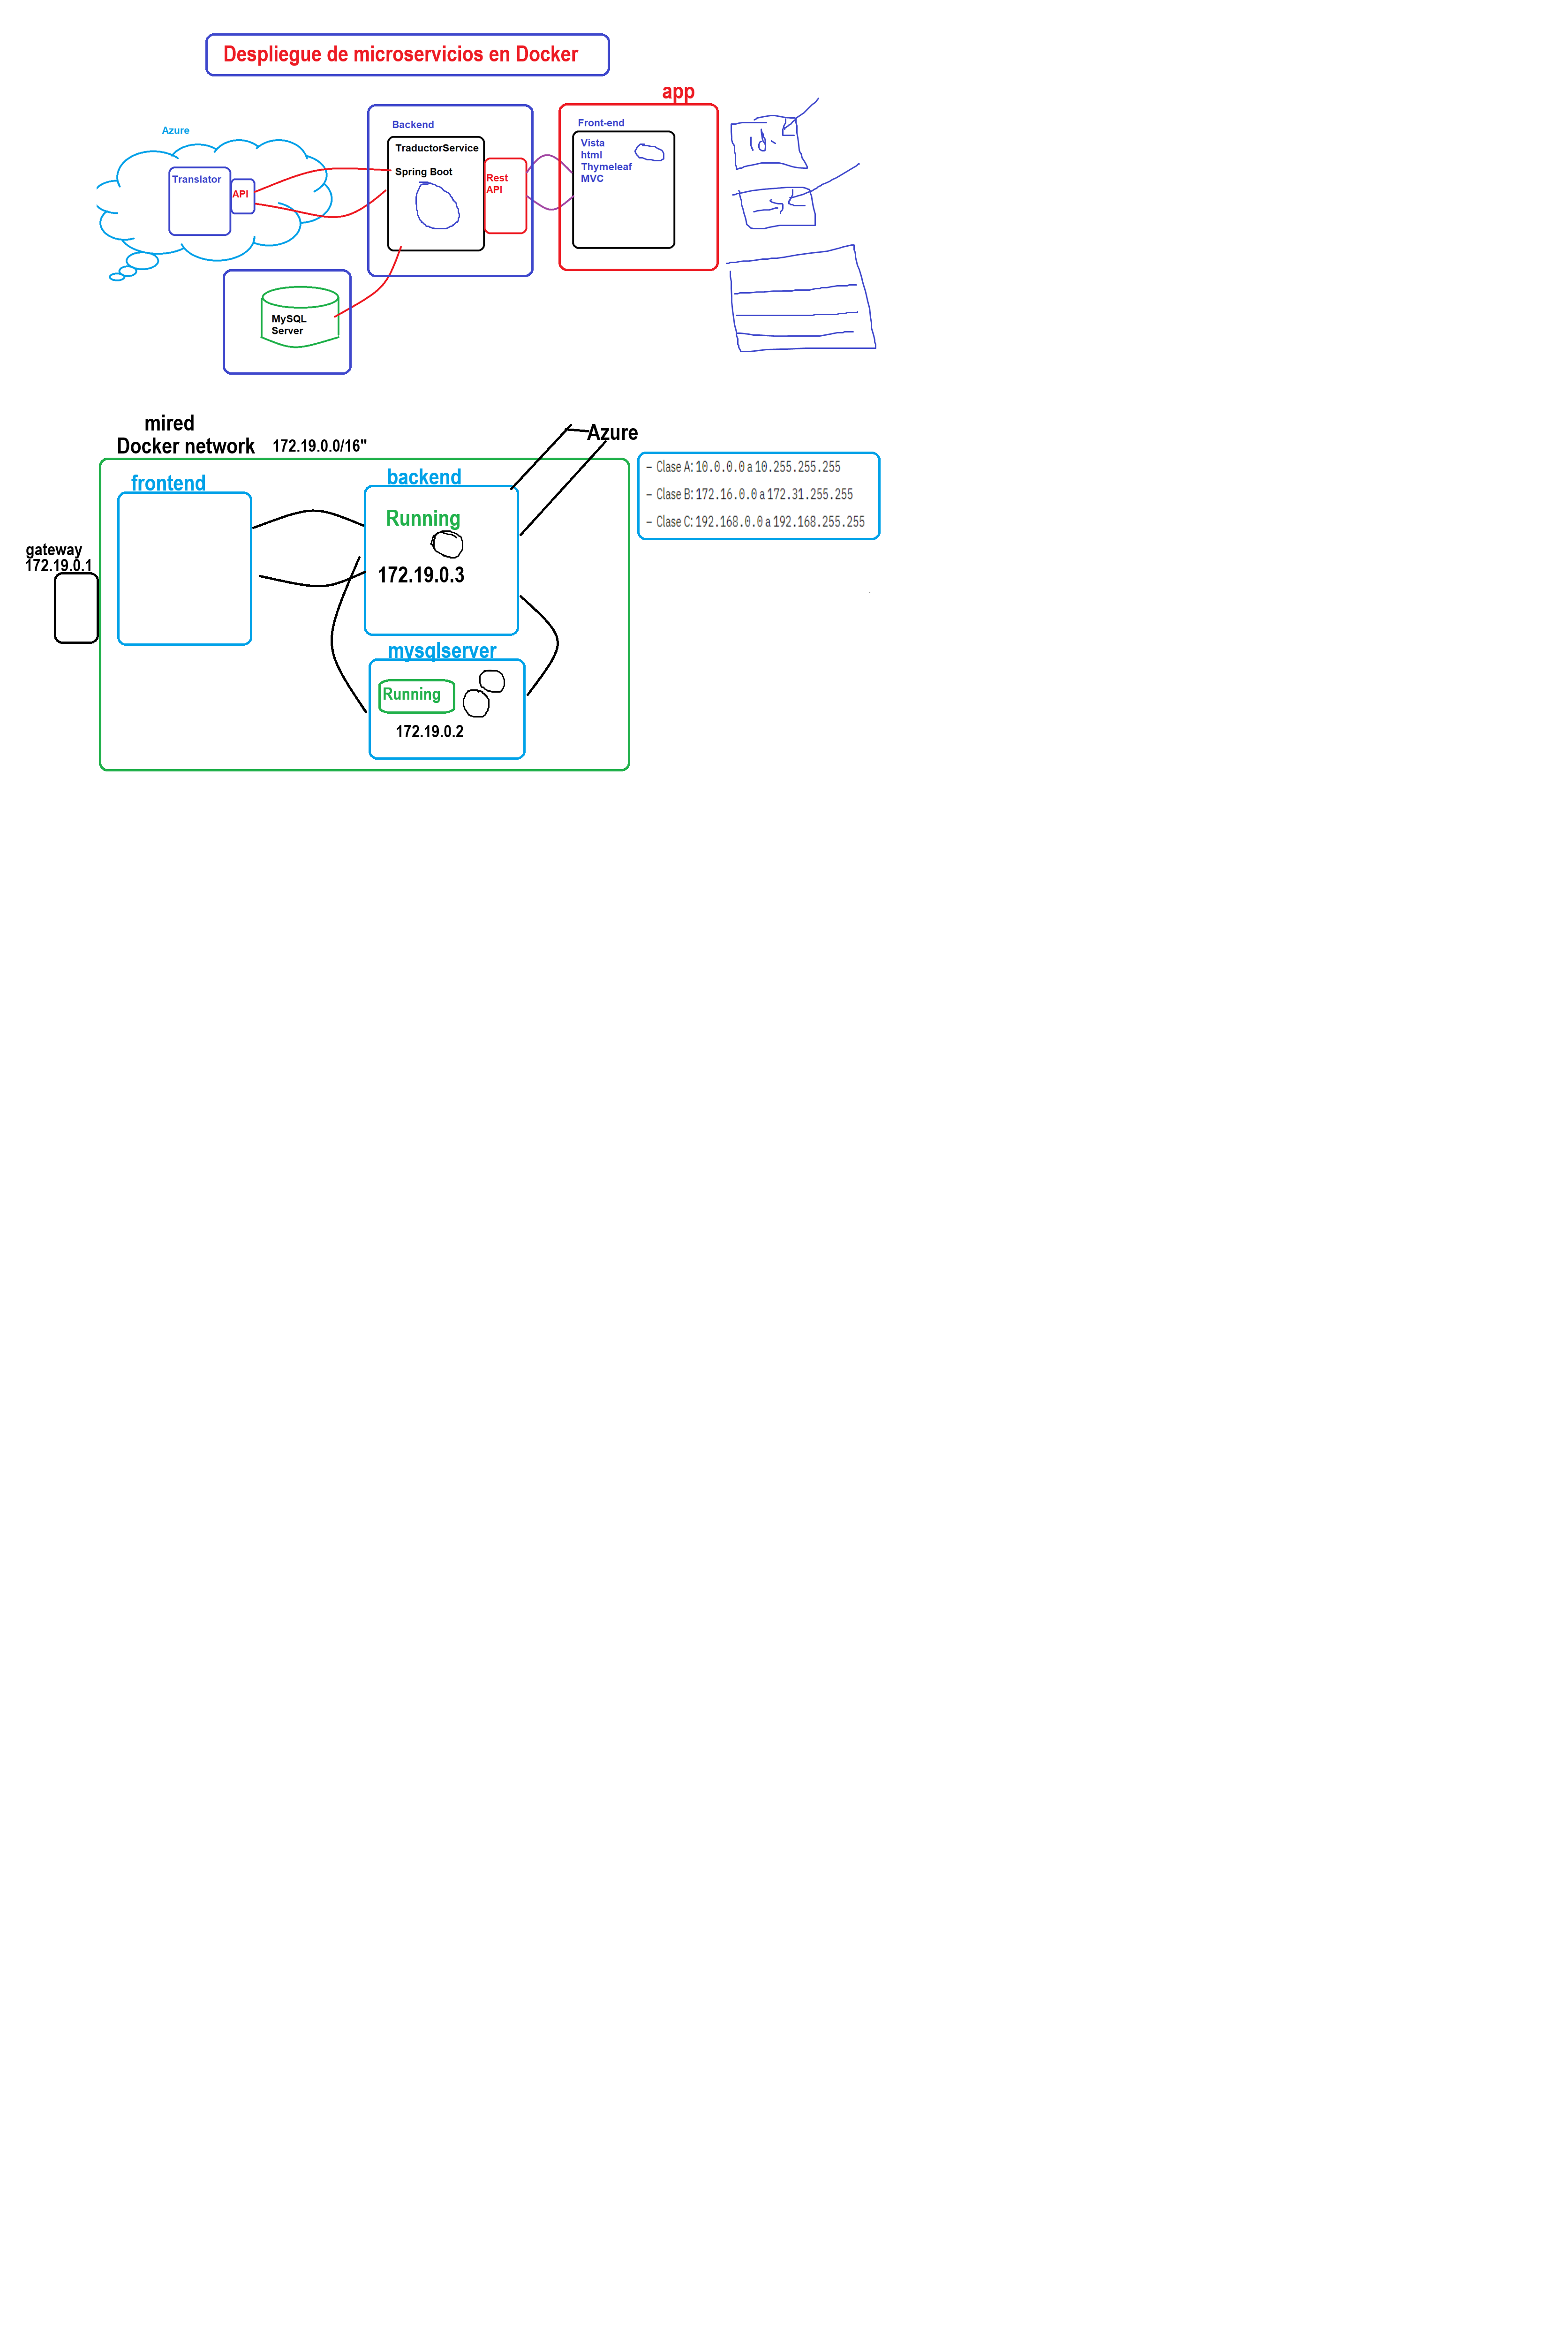 Despliegue de microservicios en Docker
app
Azure
Translator
API
Backend
TraductorService
Spring Boot
Rest
API
Front-end
Vista
html
Thymeleaf
MVC
id.
MySQL
Server
mired
Docker network 172.19.0.0/16"
Azure
frontend
backend
Running
172.19.0.3
gateway
172.19.0.1
mysqlserver
Running
172.19.0.2
– Clase A: 10.0.0.0 a 10.255.255.255
– Clase B: 172.16.0.0 a 172.31.255.255
– Clase C: 192.168.0.0 a 192.168.255.255